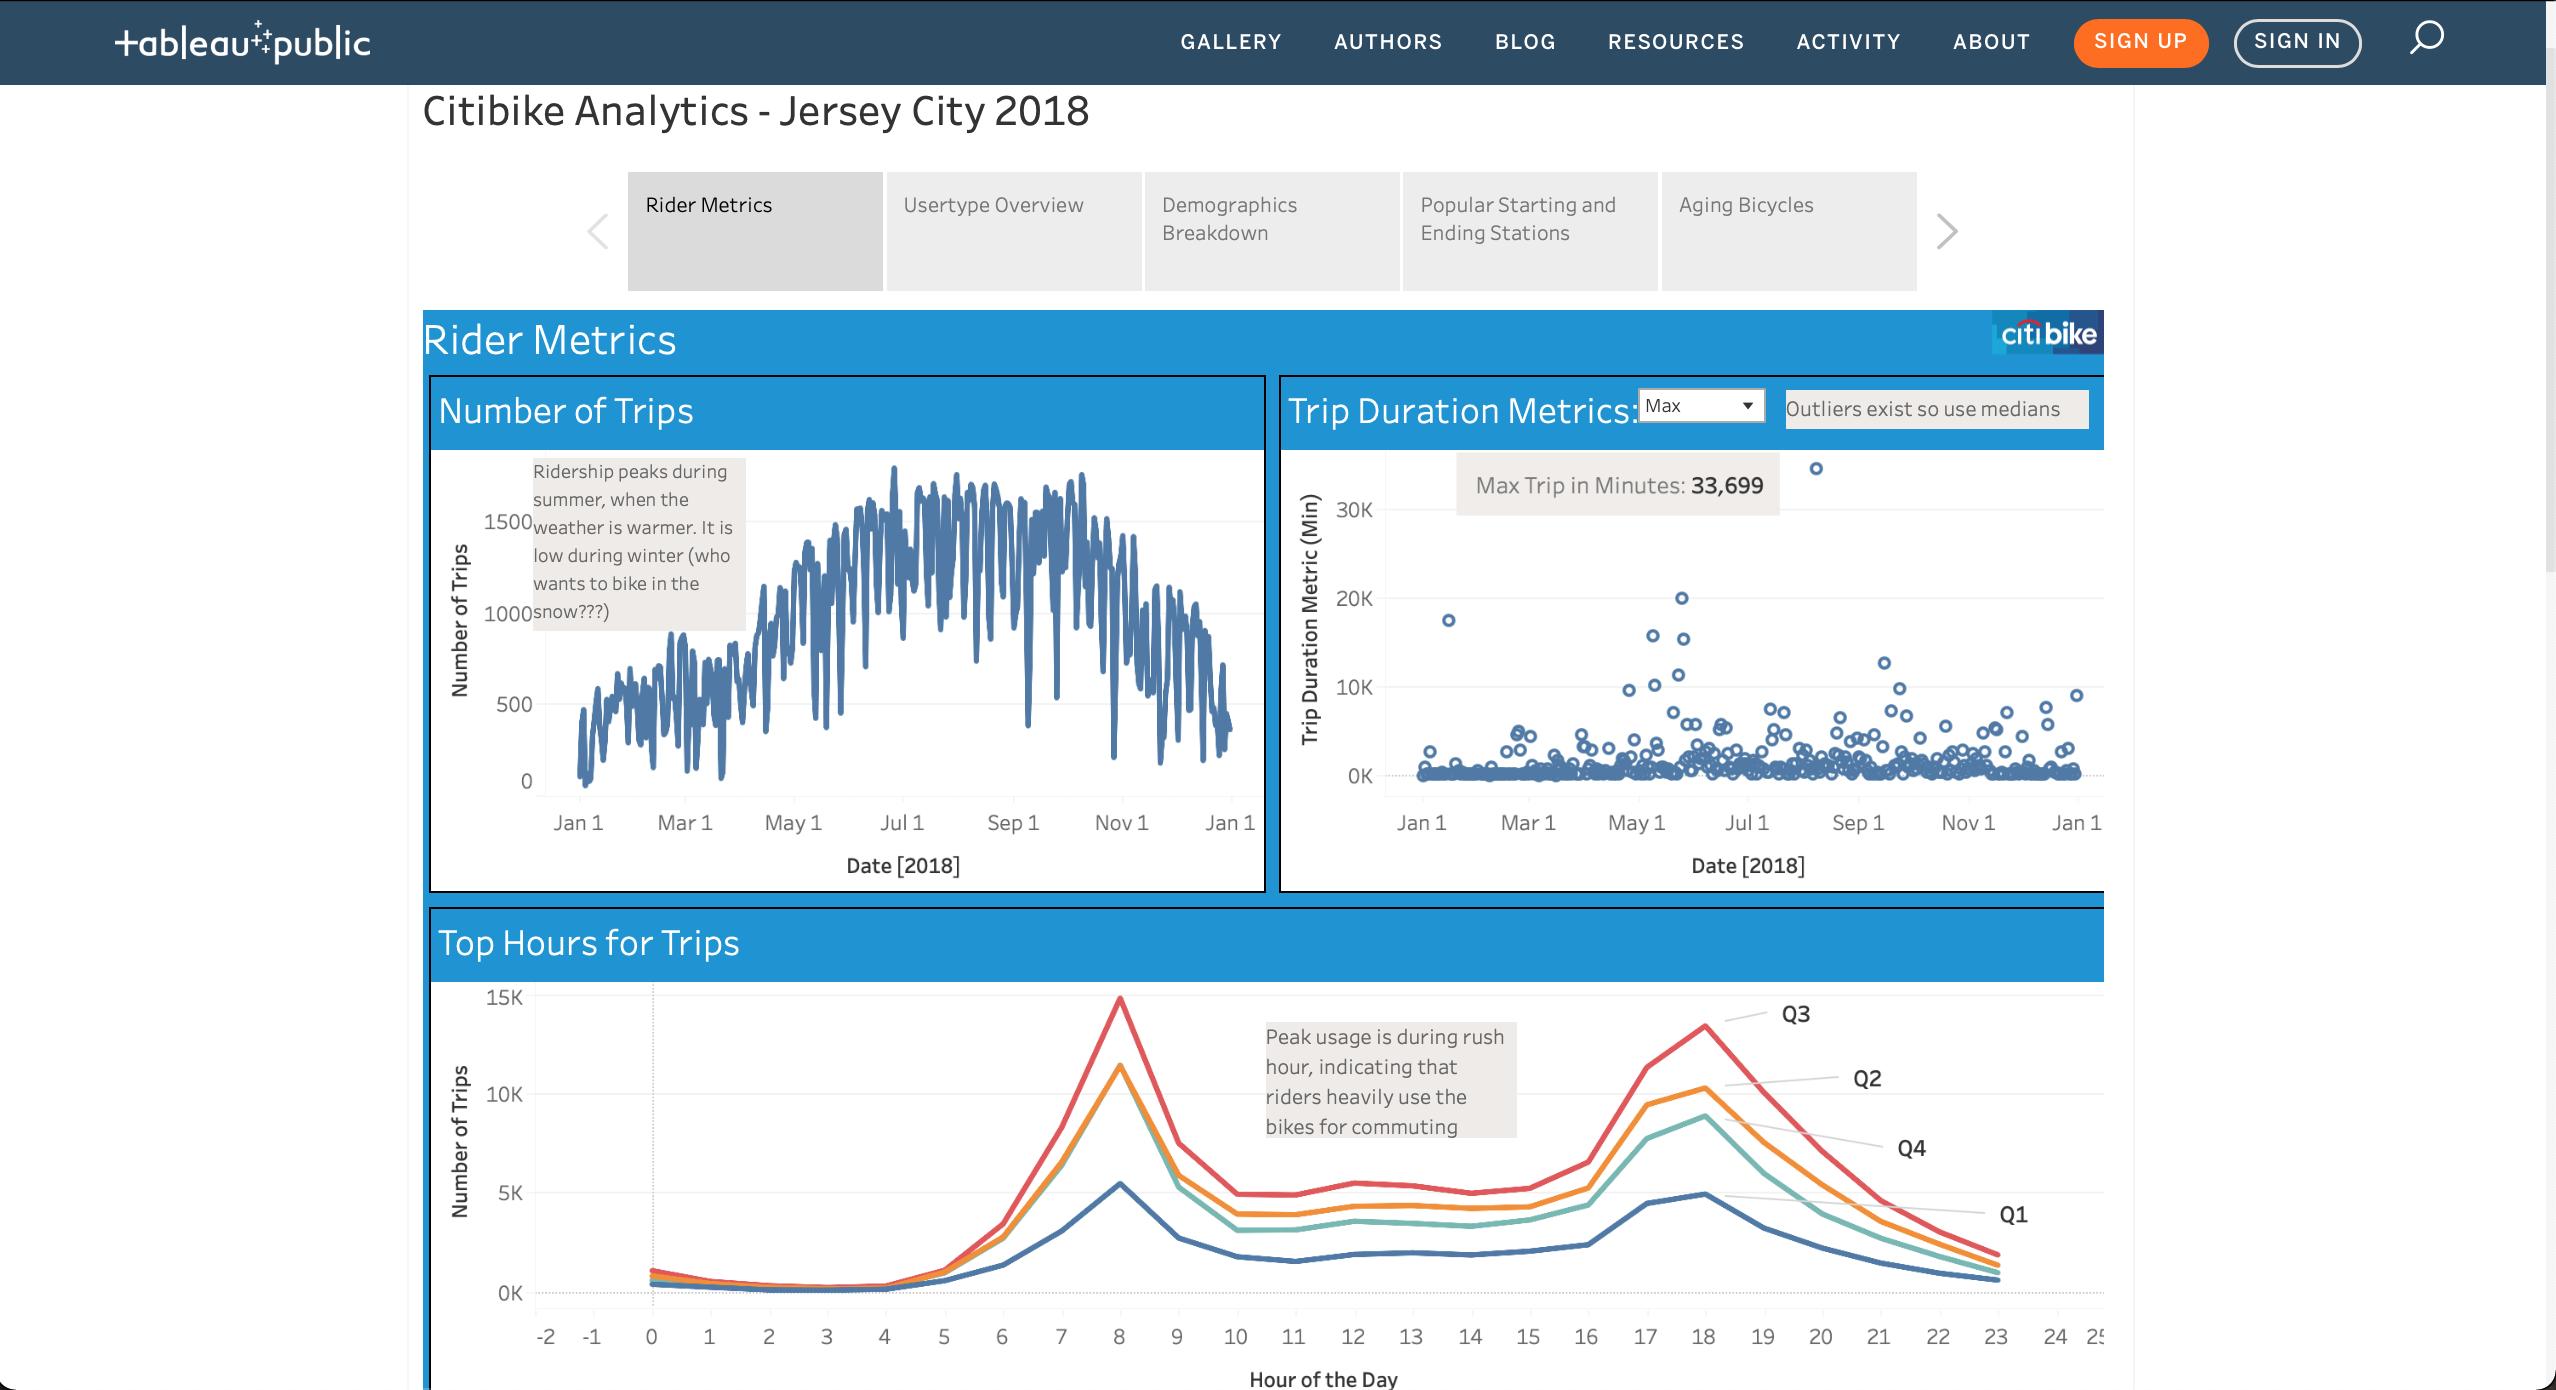 tableau public
GALLERY
AUTHORS
BLOG
RESOURCES
ACTIVITY
ABOUT
SIGN UP
SIGN IN
Citibike Analytics - Jersey City 2018
Rider Metrics
Usertype Overview
Demographics
Breakdown
Popular Starting and
Ending Stations
Aging Bicycles
Rider Metrics
citi bike
Number of Trips
Ridership peaks during
summer, when the
weather is warmer. It is
low during winter (who
wants to bike in the
snow???)
Number of Trips
1500
1000
500
0
Jan 1
Mar 1
May 1
Jul 1
Sep 1
Nov 1
Jan 1
Date [2018]
Trip Duration Metrics:
Max
Outliers exist so use medians
Max Trip in Minutes: 33,699
Trip Duration Metric (Min)
30K
20K
10K
0K
Jan 1
Mar 1
May 1
Jul 1
Sep 1
Nov 1
Jan 1
Date [2018]
Top Hours for Trips
Number of Trips
15K
10K
5K
0K
Peak usage is during rush
hour, indicating that
riders heavily use the
bikes for commuting
Q3
Q2
Q4
Q1
-2 -1 0 1 2 3 4 5 6 7 8 9 10 11 12 13 14 15 16 17 18 19 20 21 22 23 24
Hour of the Day